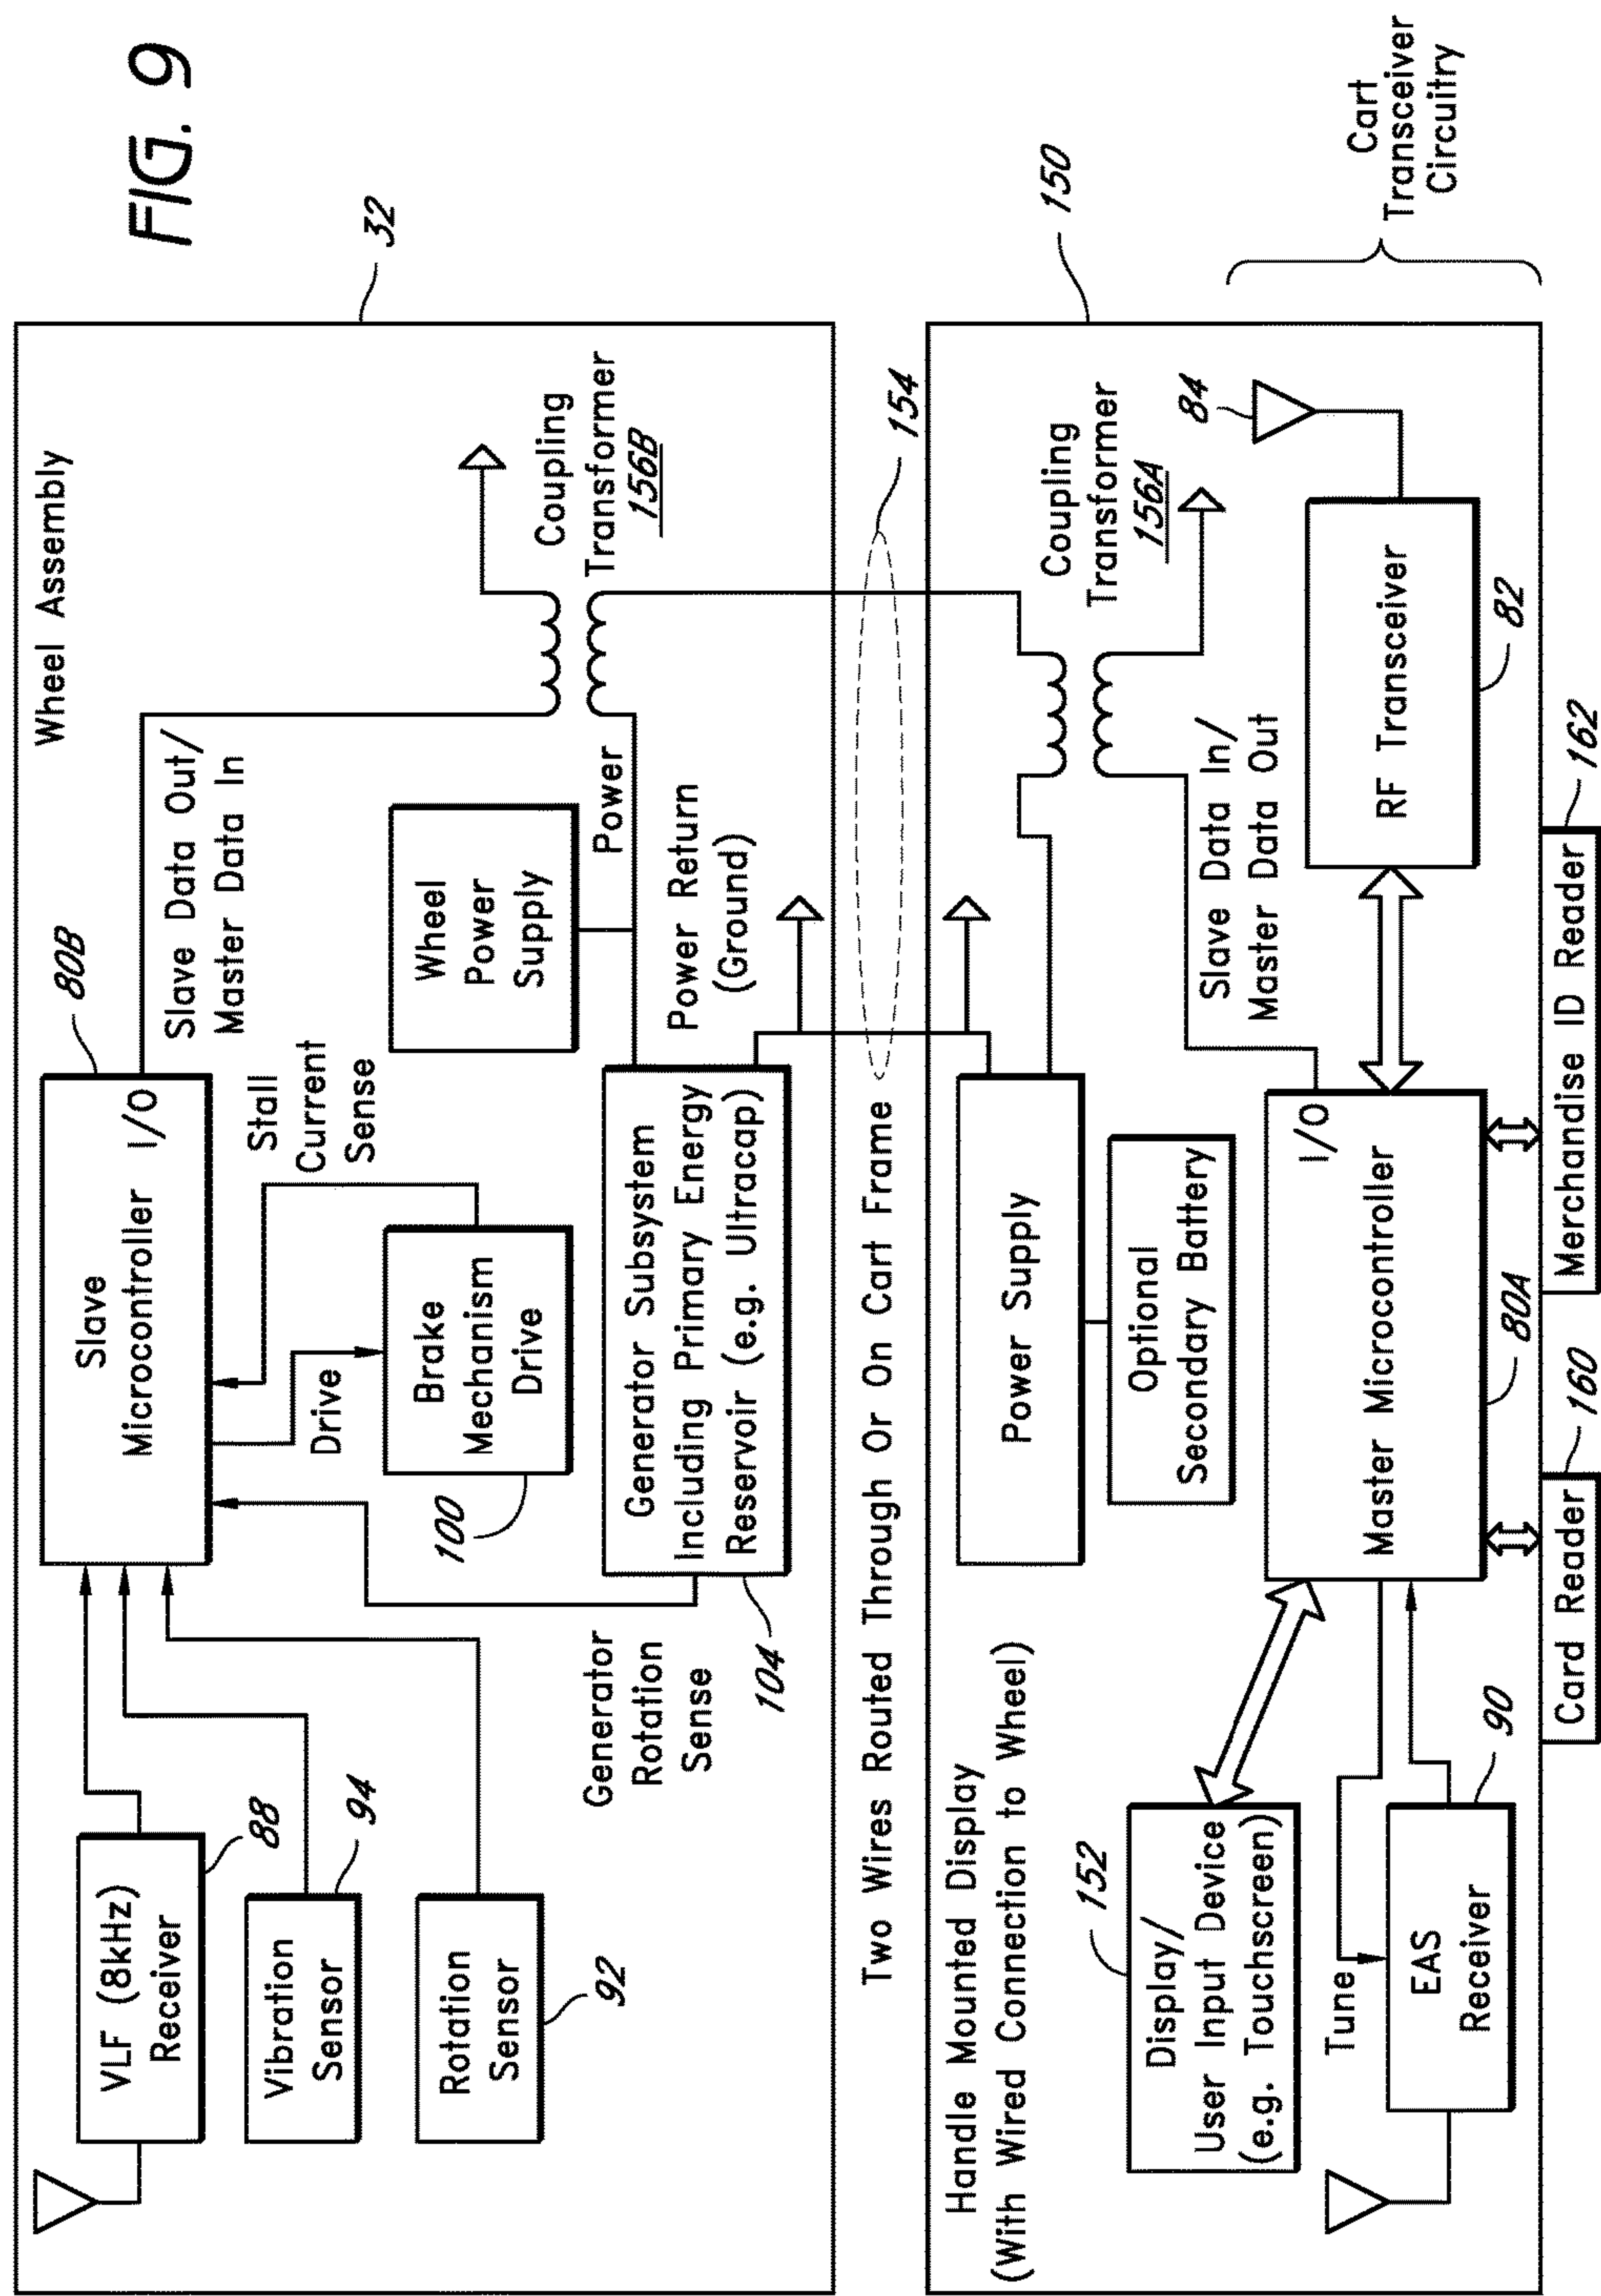 FIG. 9
Wheel Assembly
32
VLF (8kHz)
Receiver
88
Vibration
Sensor
94
Rotation
Sensor
92
Slave
Microcontroller
I/O
80B
Slave Data Out/
Master Data In
Stall
Current
Sense
Drive
Brake
Mechanism
Drive
100
Wheel
Power
Supply
Power
Coupling
Transformer
156B
Generator Subsystem
Including Primary Energy
Reservoir (e.g. Ultracap)
104
Generator
Rotation
Sense
Power Return
(Ground)
Two Wires Routed Through Or On Cart Frame
154
Handle Mounted Display
(With Wired Connection to Wheel)
150
Power Supply
Optional
Secondary Battery
Coupling
Transformer
156A
Display/
User Input Device
(e.g. Touchscreen)
152
Slave Data In/
Master Data Out
Master Microcontroller
I/O
80A
RF Transceiver
82
84
Tune
EAS
Receiver
90
Card Reader
160
Merchandise ID Reader
162
Cart
Transceiver
Circuitry